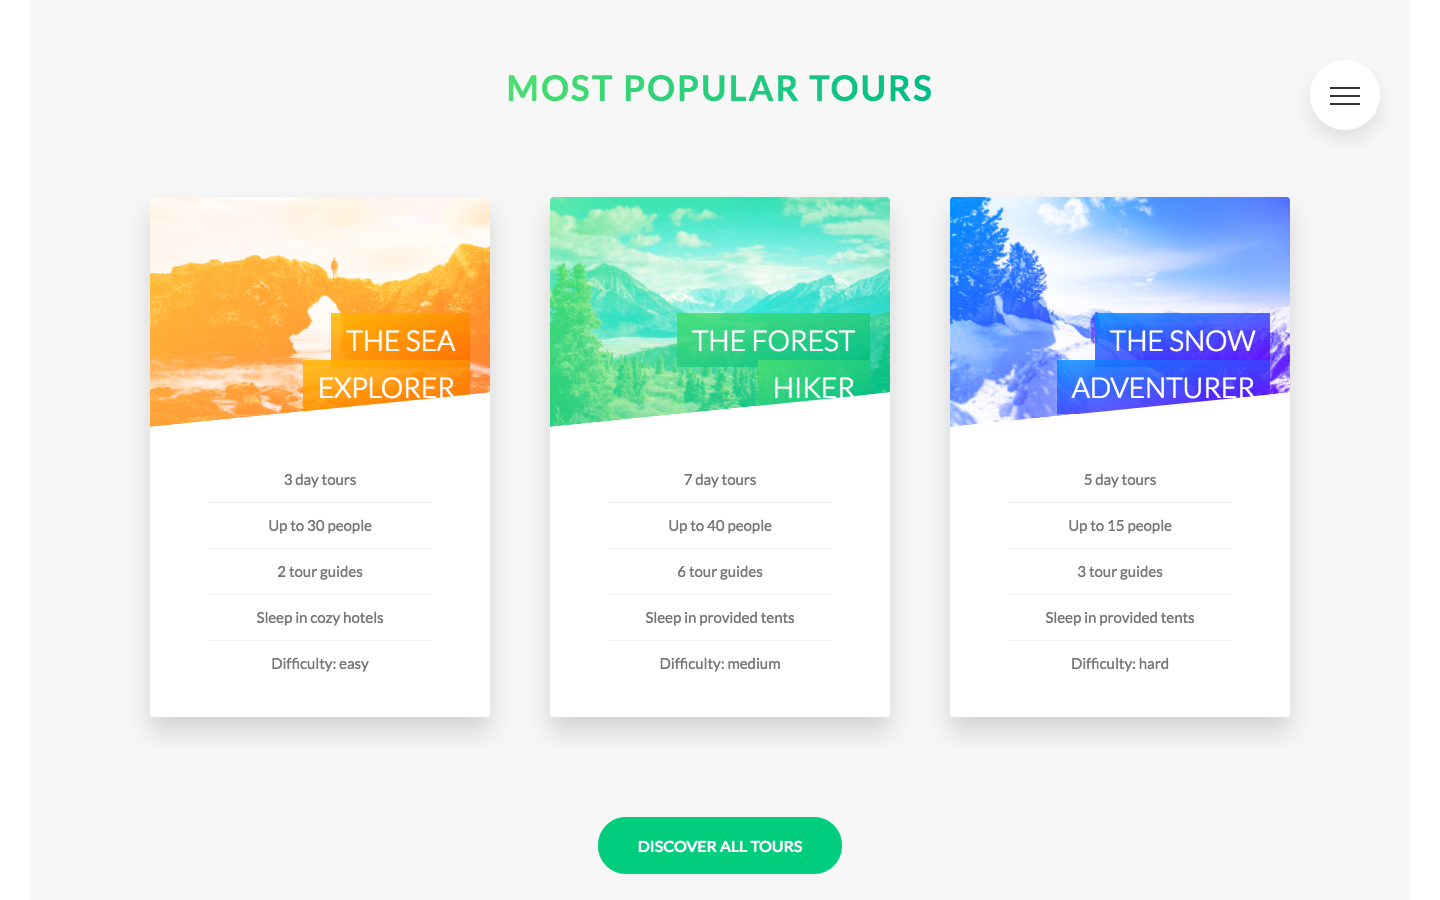 MOST POPULAR TOURS
THE SEA
EXPLORER
3 day tours
Up to 30 people
2 tour guides
Sleep in cozy hotels
Difficulty: easy
THE FOREST
HIKER
7 day tours
Up to 40 people
6 tour guides
Sleep in provided tents
Difficulty: medium
THE SNOW
ADVENTURER
5 day tours
Up to 15 people
3 tour guides
Sleep in provided tents
Difficulty: hard
DISCOVER ALL TOURS